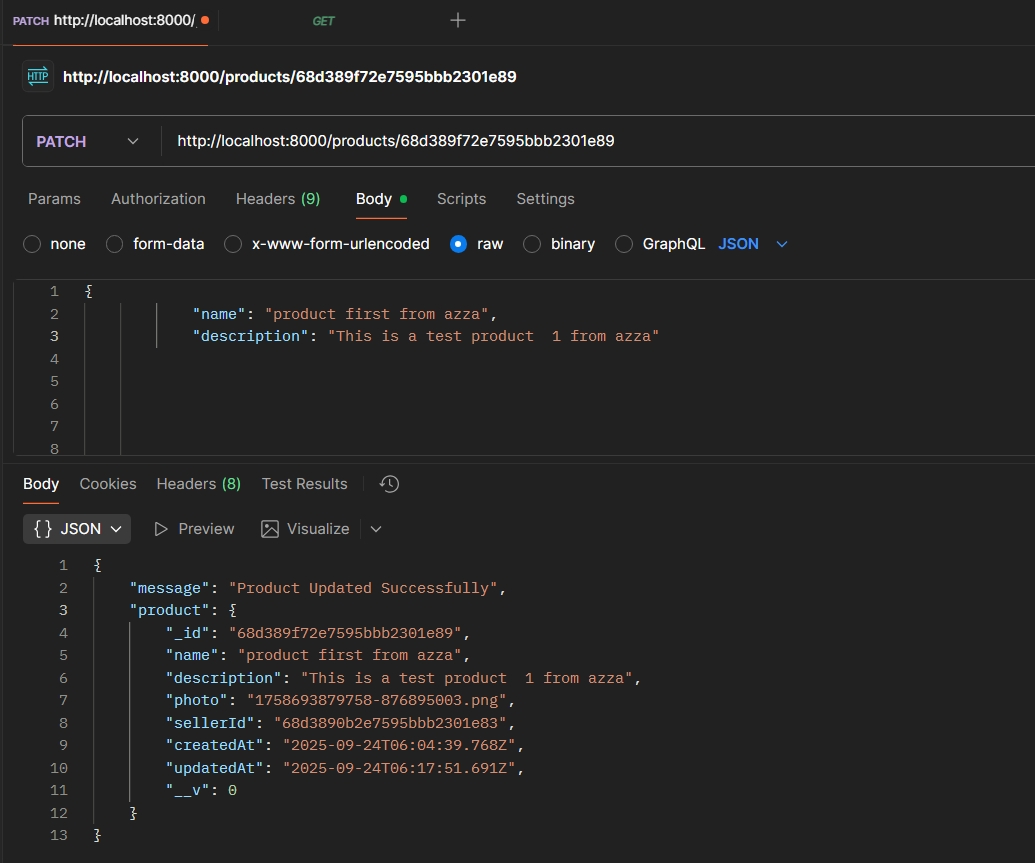 PATCH http://localhost:8000/ GET
HTTP http://localhost:8000/products/68d389f72e7595bbb2301e89
PATCH http://localhost:8000/products/68d389f72e7595bbb2301e89
Params Authorization Headers (9) Body Scripts Settings
none form-data x-www-form-urlencoded raw binary GraphQL JSON
1 {
2 "name": "product first from azza",
3 "description": "This is a test product  1 from azza"
4
5
6
7
8
Body Cookies Headers (8) Test Results
{} JSON Preview Visualize
1 {
2 "message": "Product Updated Successfully",
3 "product": {
4 "_id": "68d389f72e7595bbb2301e89",
5 "name": "product first from azza",
6 "description": "This is a test product  1 from azza",
7 "photo": "1758693879758-876895003.png",
8 "sellerId": "68d3890b2e7595bbb2301e83",
9 "createdAt": "2025-09-24T06:04:39.768Z",
10 "updatedAt": "2025-09-24T06:17:51.691Z",
11 "__v": 0
12 }
13 }